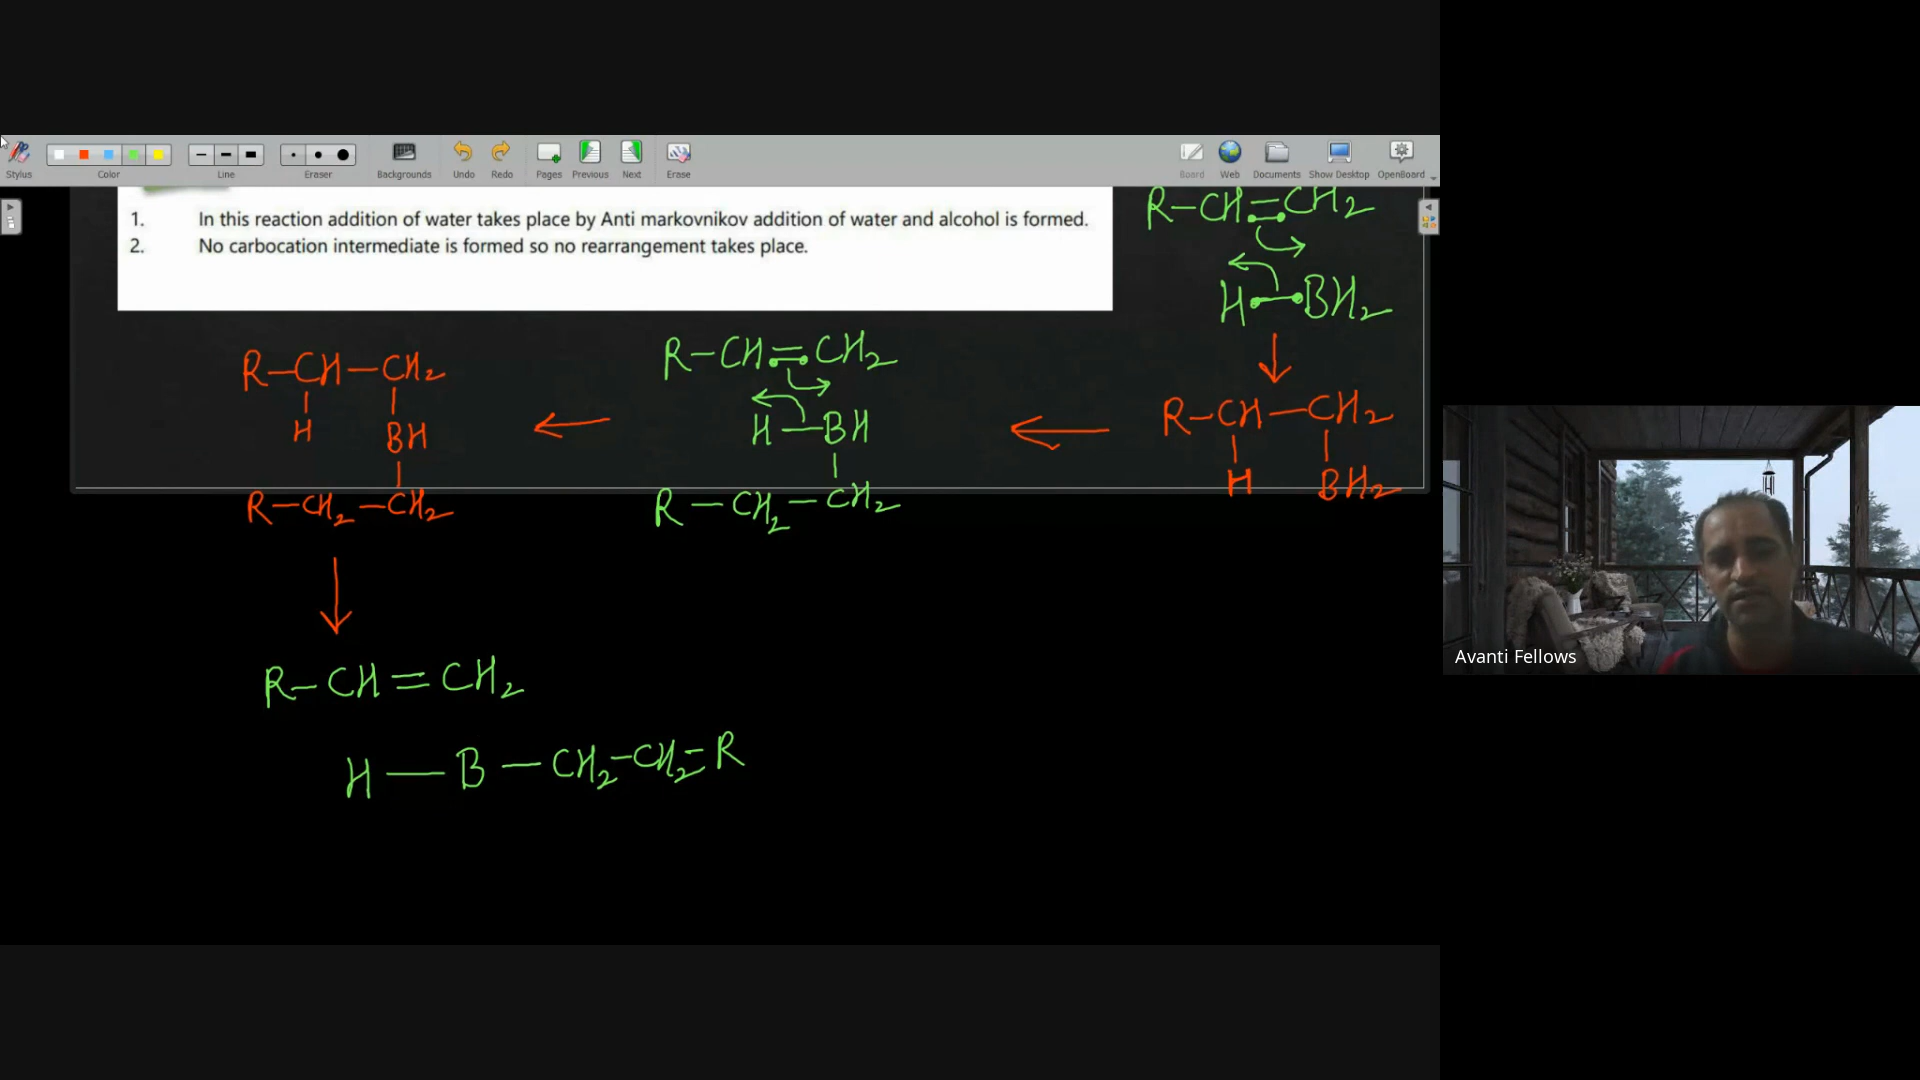 Stylus Color Line Eraser Backgrounds Undo Redo Pages Previous Next Erase Board Web Documents Show Desktop OpenBoard
1. In this reaction addition of water takes place by Anti markovnikov addition of water and alcohol is formed.
2. No carbocation intermediate is formed so no rearrangement takes place.
R-CH=CH2
H-BH2
R-CH-CH2
H BH2
R-CH=CH2
H-BH
R-CH2-CH2
R-CH-CH2
H BH
R-CH2-CH2
R-CH=CH2
H-B-CH2-CH2-R
Avanti Fellows